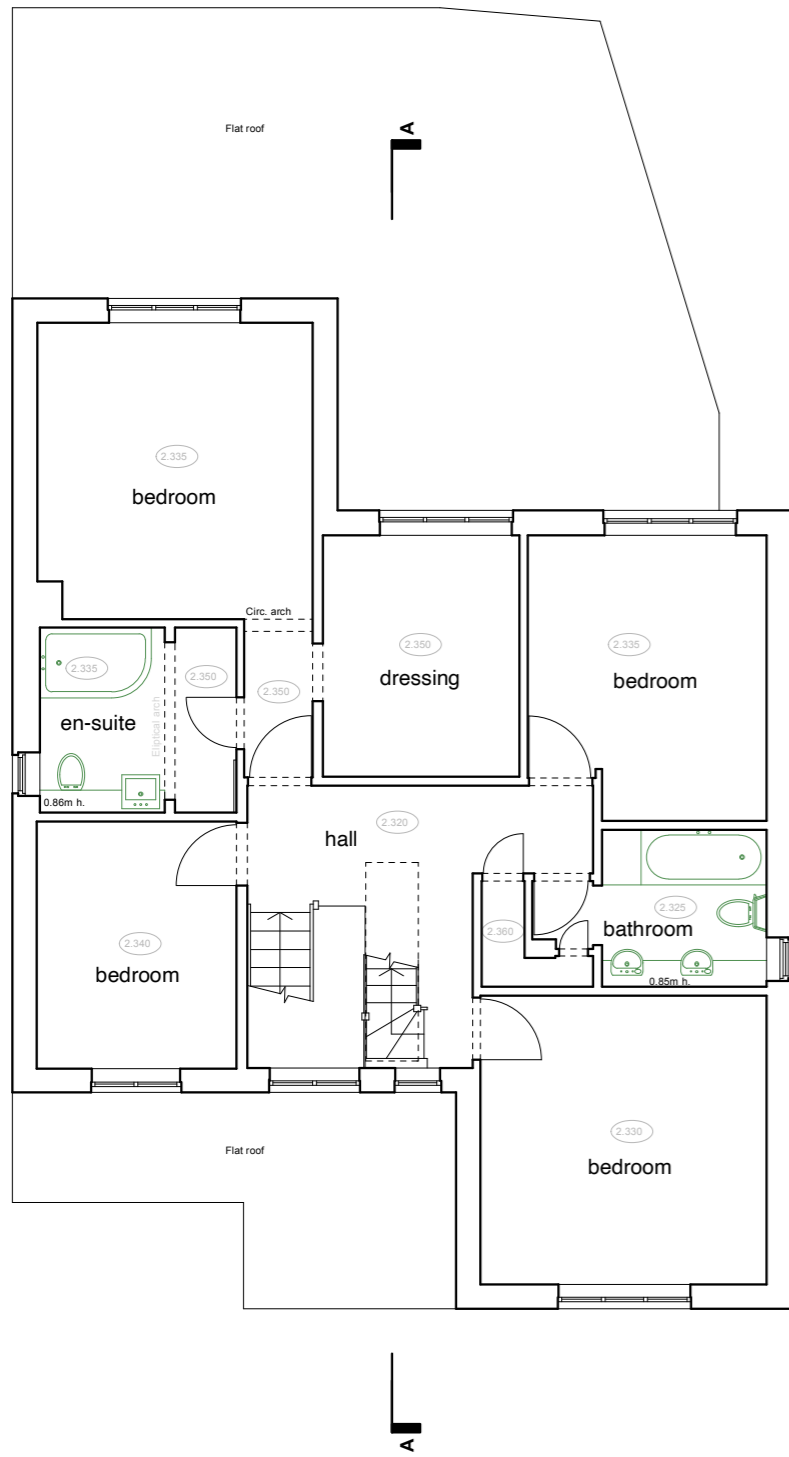 Flat roof
A
2.335
bedroom
Circ. arch
2.350
dressing
2.335
bedroom
2.335
2.350
2.350
en-suite
Eliptical arch
0.86m h.
2.320
hall
2.340
bedroom
2.360
2.325
bathroom
0.85m h.
2.330
bedroom
Flat roof
A